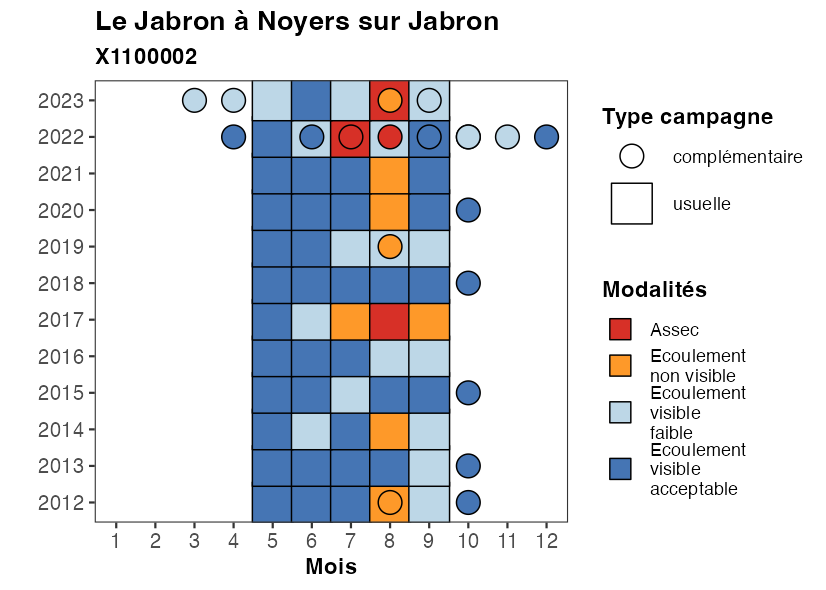 Le Jabron à Noyers sur Jabron
X1100002
2023
2022
2021
2020
2019
2018
2017
2016
2015
2014
2013
2012
1 2 3 4 5 6 7 8 9 10 11 12
Mois
Type campagne
complémentaire
usuelle
Modalités
Assec
Ecoulement
non visible
Ecoulement
visible
faible
Ecoulement
visible
acceptable